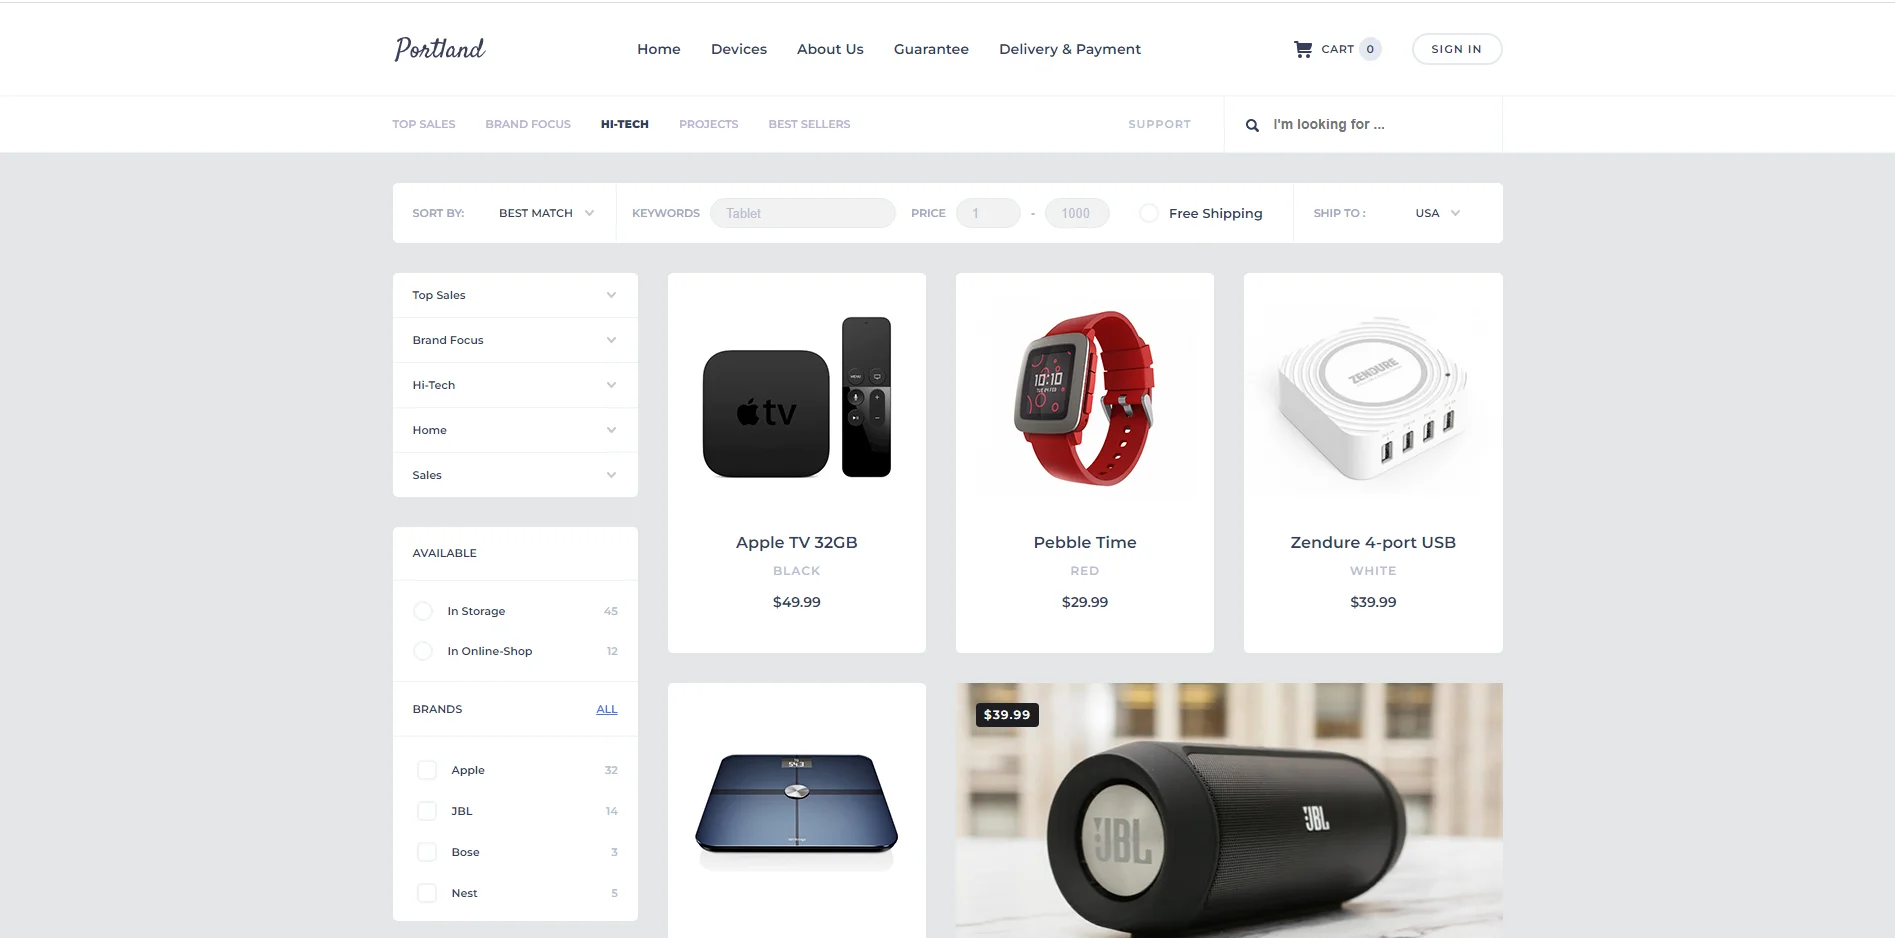 Portland
Home Devices About Us Guarantee Delivery & Payment
CART 0
SIGN IN
TOP SALES BRAND FOCUS HI-TECH PROJECTS BEST SELLERS
SUPPORT
I'm looking for ...
SORT BY: BEST MATCH
KEYWORDS Tablet
PRICE 1 - 1000
Free Shipping
SHIP TO : USA
Top Sales
Brand Focus
Hi-Tech
Home
Sales
AVAILABLE
In Storage 45
In Online-Shop 12
BRANDS ALL
Apple 32
JBL 14
Bose 3
Nest 5
tv
MENU
Apple TV 32GB
BLACK
$49.99
10:10
Pebble Time
RED
$29.99
ZENDURE
Zendure 4-port USB
WHITE
$39.99
54.3
$39.99
JBL
JBL